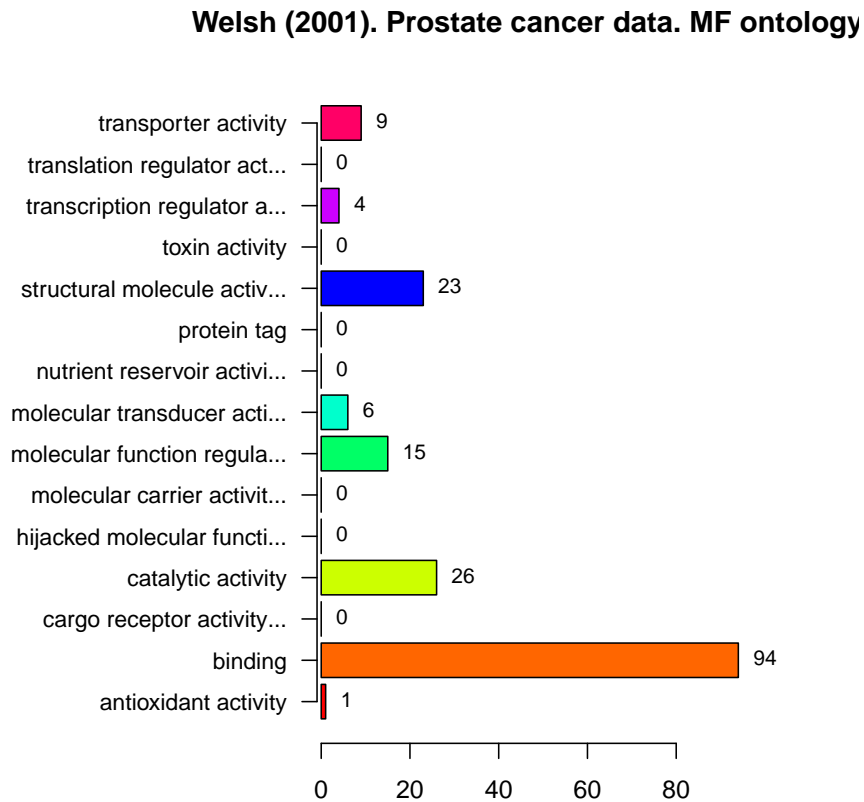 Welsh (2001). Prostate cancer data. MF ontology
transporter activity 9
translation regulator act... 0
transcription regulator a... 4
toxin activity 0
structural molecule activ... 23
protein tag 0
nutrient reservoir activi... 0
molecular transducer acti... 6
molecular function regula... 15
molecular carrier activit... 0
hijacked molecular functi... 0
catalytic activity 26
cargo receptor activity... 0
binding 94
antioxidant activity 1
0 20 40 60 80